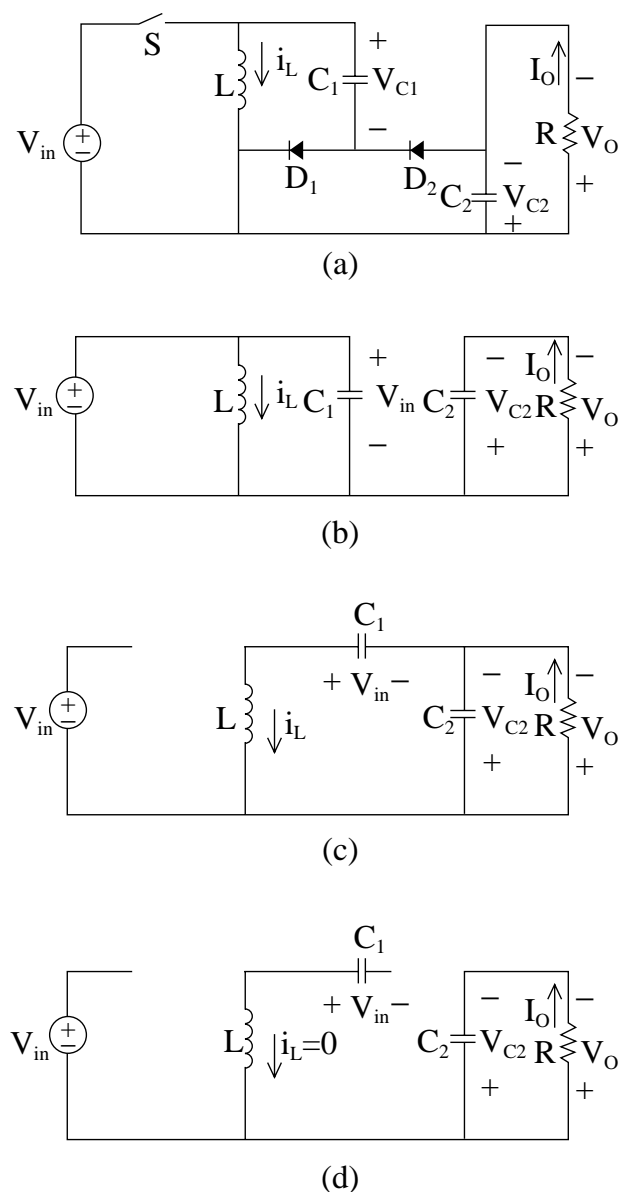 S
i_L
L
C_1
+
V_C1
−
I_O
−
V_in
+
−
R
V_O
+
D_1
D_2
−
C_2
V_C2
+
(a)
V_in
+
−
L
i_L
C_1
+
V_in
−
C_2
−
V_C2
+
I_O
R
−
V_O
+
(b)
C_1
+ V_in −
V_in
+
−
L
i_L
C_2
−
V_C2
+
I_O
R
−
V_O
+
(c)
C_1
+ V_in −
V_in
+
−
L
i_L=0
C_2
−
V_C2
+
I_O
R
−
V_O
+
(d)